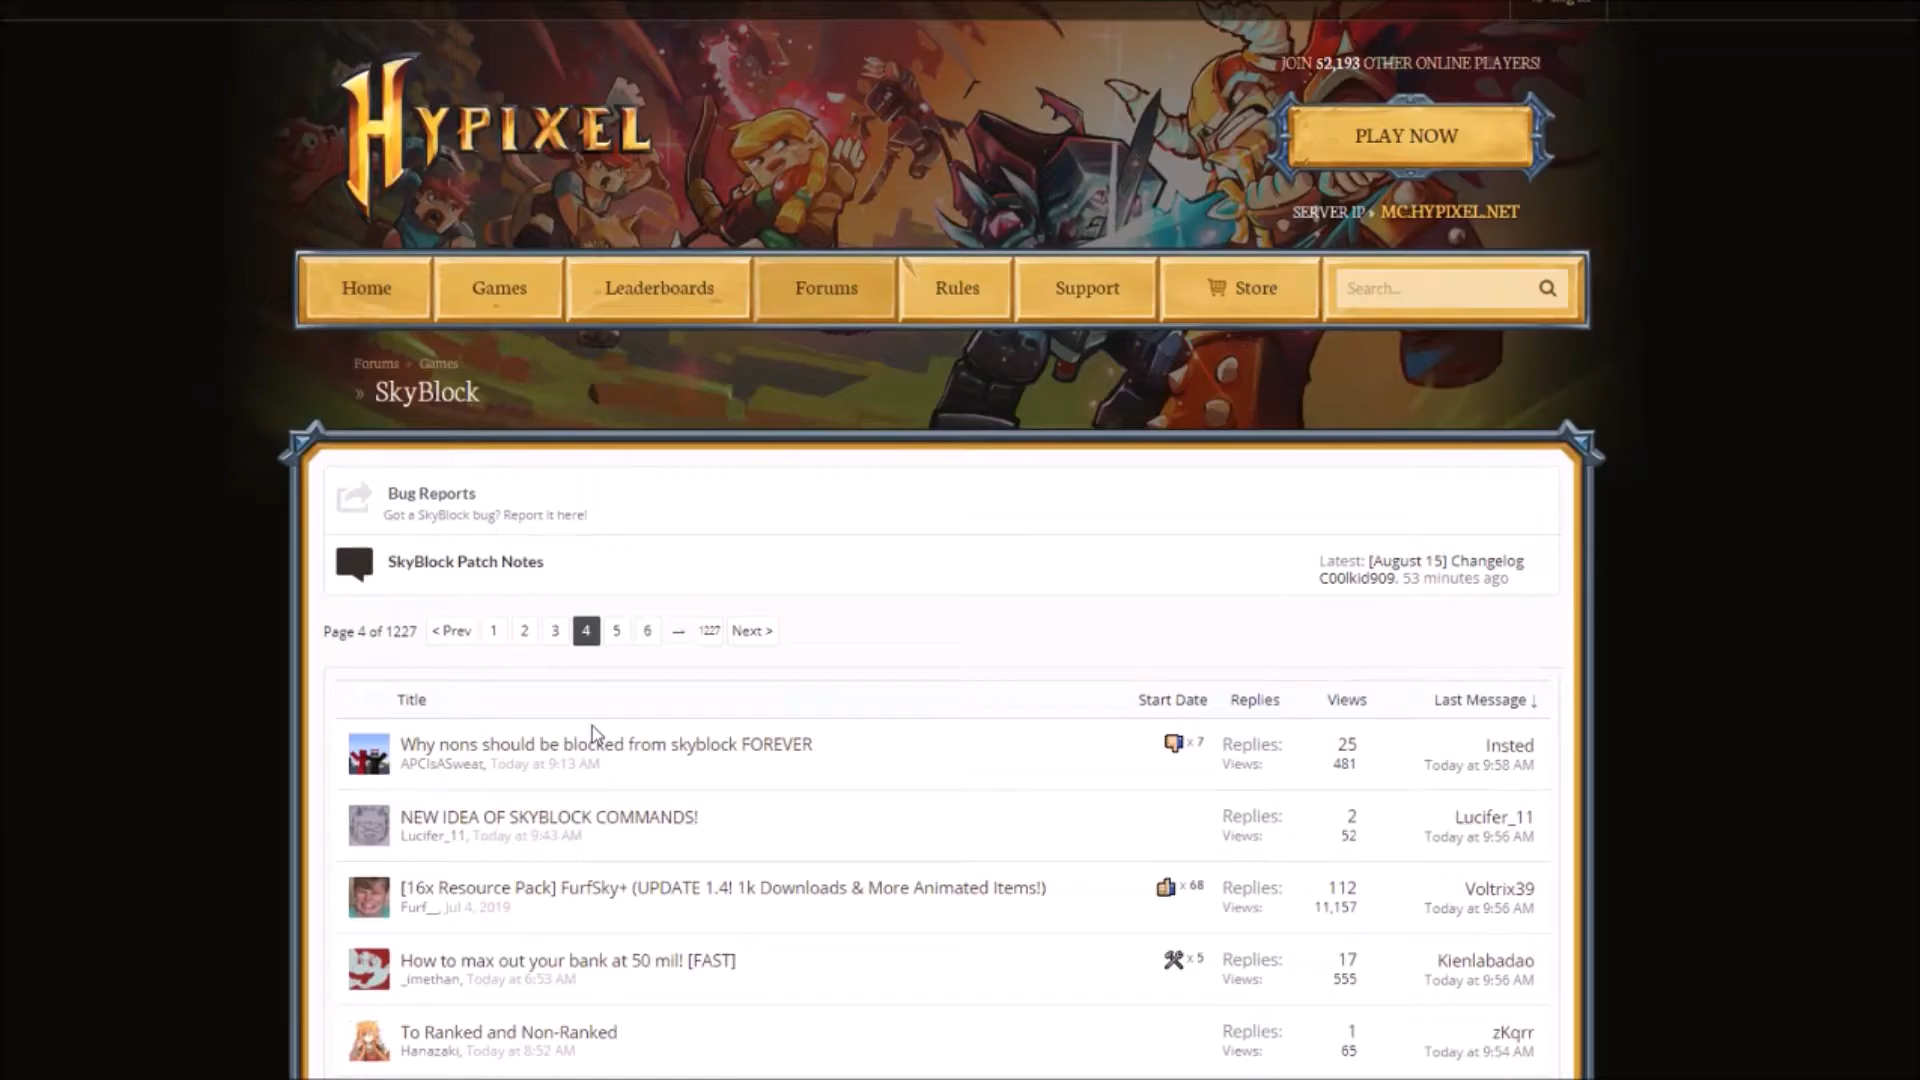 JOIN 52,193 OTHER ONLINE PLAYERS!
HYPIXEL
PLAY NOW
SERVER IP » MC.HYPIXEL.NET
Home Games Leaderboards Forums Rules Support Store Search...
Forums Games
» SkyBlock
Bug Reports
Got a SkyBlock bug? Report it here!
SkyBlock Patch Notes
Latest: [August 15] Changelog
C00lkid909, 53 minutes ago
Page 4 of 1227 < Prev 1 2 3 4 5 6 → 1227 Next >
Title Start Date Replies Views Last Message ↓
Why nons should be blocked from skyblock FOREVER x 7 Replies: 25 Insted
APCIsASweat, Today at 9:13 AM Views: 481 Today at 9:58 AM
NEW IDEA OF SKYBLOCK COMMANDS! Replies: 2 Lucifer_11
Lucifer_11, Today at 9:43 AM Views: 52 Today at 9:56 AM
[16x Resource Pack] FurfSky+ (UPDATE 1.4! 1k Downloads & More Animated Items!) x 68 Replies: 112 Voltrix39
Furf__, Jul 4, 2019 Views: 11,157 Today at 9:56 AM
How to max out your bank at 50 mil! [FAST] x 5 Replies: 17 Kienlabadao
_imethan, Today at 6:53 AM Views: 555 Today at 9:56 AM
To Ranked and Non-Ranked Replies: 1 zKqrr
Hanazaki, Today at 8:52 AM Views: 65 Today at 9:54 AM